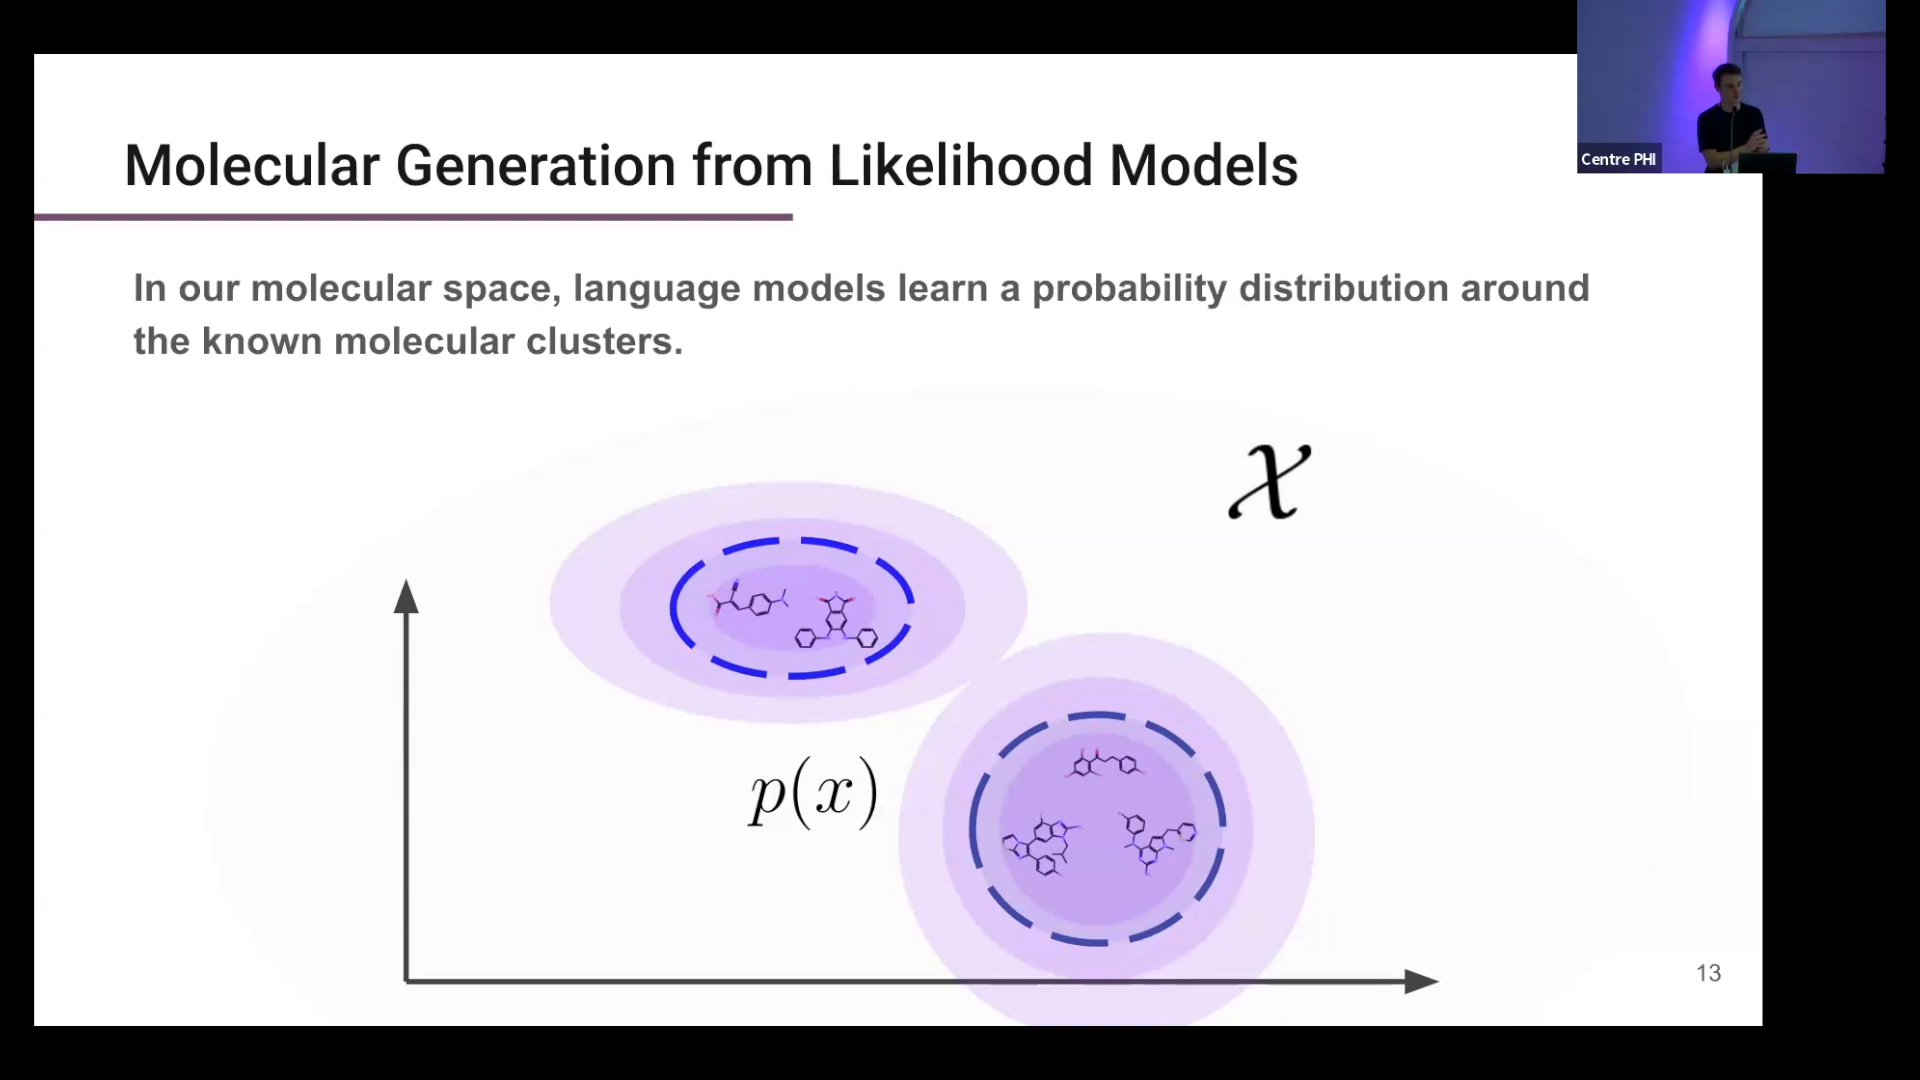 Centre PHI
Molecular Generation from Likelihood Models
In our molecular space, language models learn a probability distribution around
the known molecular clusters.
𝒳
p(x)
13